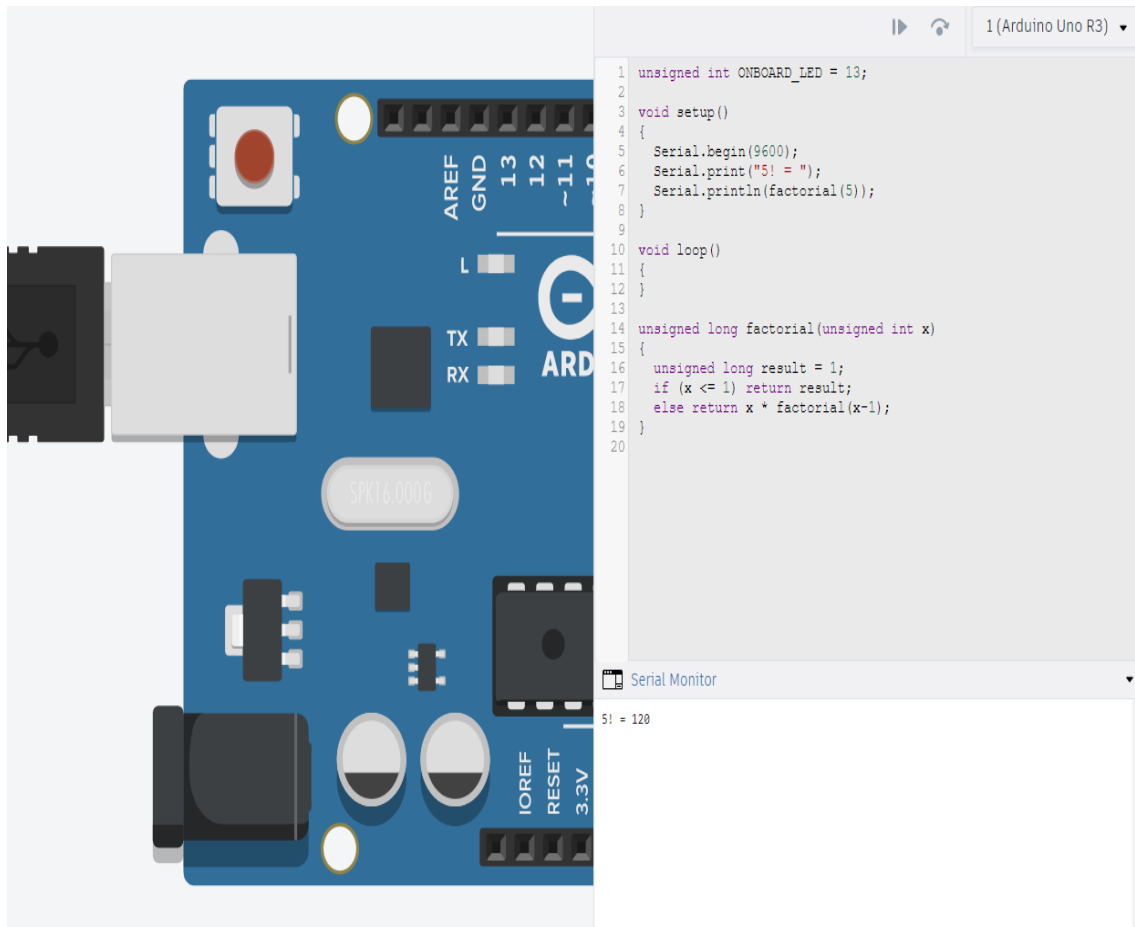 1 (Arduino Uno R3)
AREF
GND
13
12
~11
~10
L
TX
RX
ARD
SPK16.000G
IOREF
RESET
3.3V
1 unsigned int ONBOARD_LED = 13;
2
3 void setup()
4 {
5   Serial.begin(9600);
6   Serial.print("5! = ");
7   Serial.println(factorial(5));
8 }
9
10 void loop()
11 {
12 }
13
14 unsigned long factorial(unsigned int x)
15 {
16   unsigned long result = 1;
17   if (x <= 1) return result;
18   else return x * factorial(x-1);
19 }
20
Serial Monitor
5! = 120